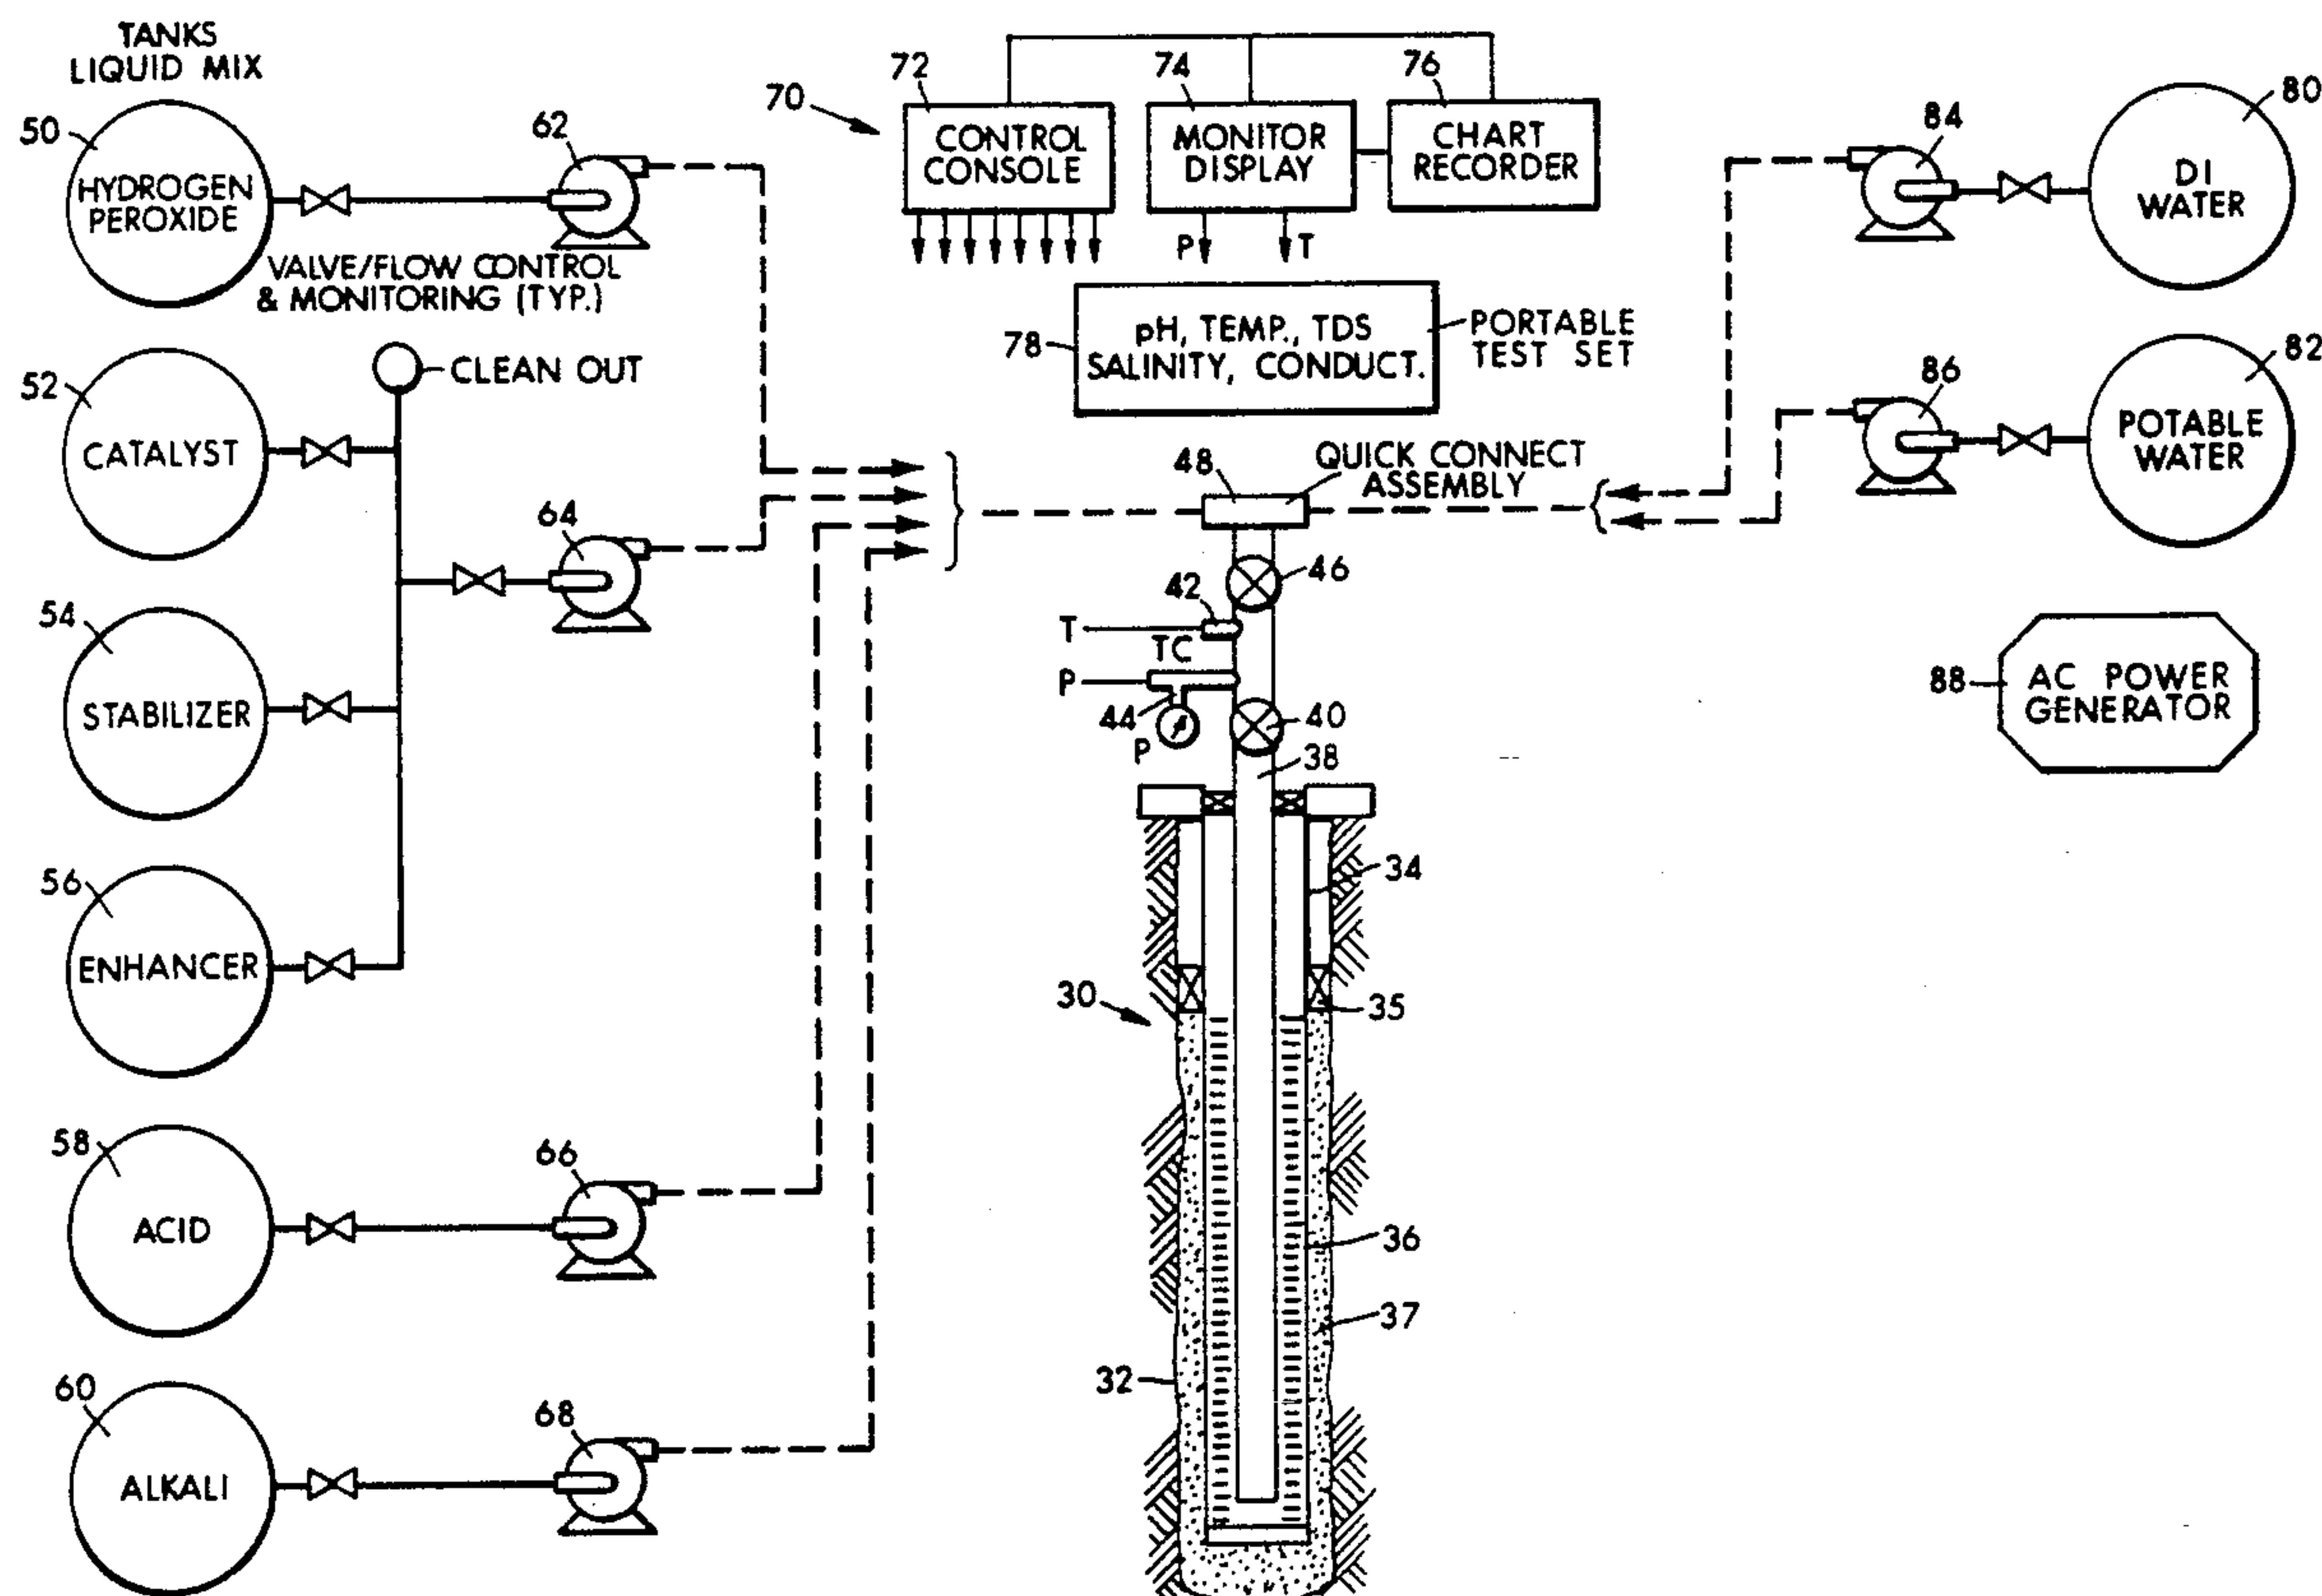 TANKS
LIQUID MIX
50
HYDROGEN
PEROXIDE
62
VALVE/FLOW CONTROL
& MONITORING (TYP.)
52
CATALYST
CLEAN OUT
64
54
STABILIZER
56
ENHANCER
58
ACID
66
60
ALKALI
68
70
72
CONTROL
CONSOLE
74
MONITOR
DISPLAY
76
CHART
RECORDER
P
T
78
pH, TEMP., TDS
SALINITY, CONDUCT.
PORTABLE
TEST SET
48
QUICK CONNECT
ASSEMBLY
46
42
T
TC
P
44
P
40
38
34
30
35
36
37
32
80
84
DI
WATER
82
86
POTABLE
WATER
88
AC POWER
GENERATOR